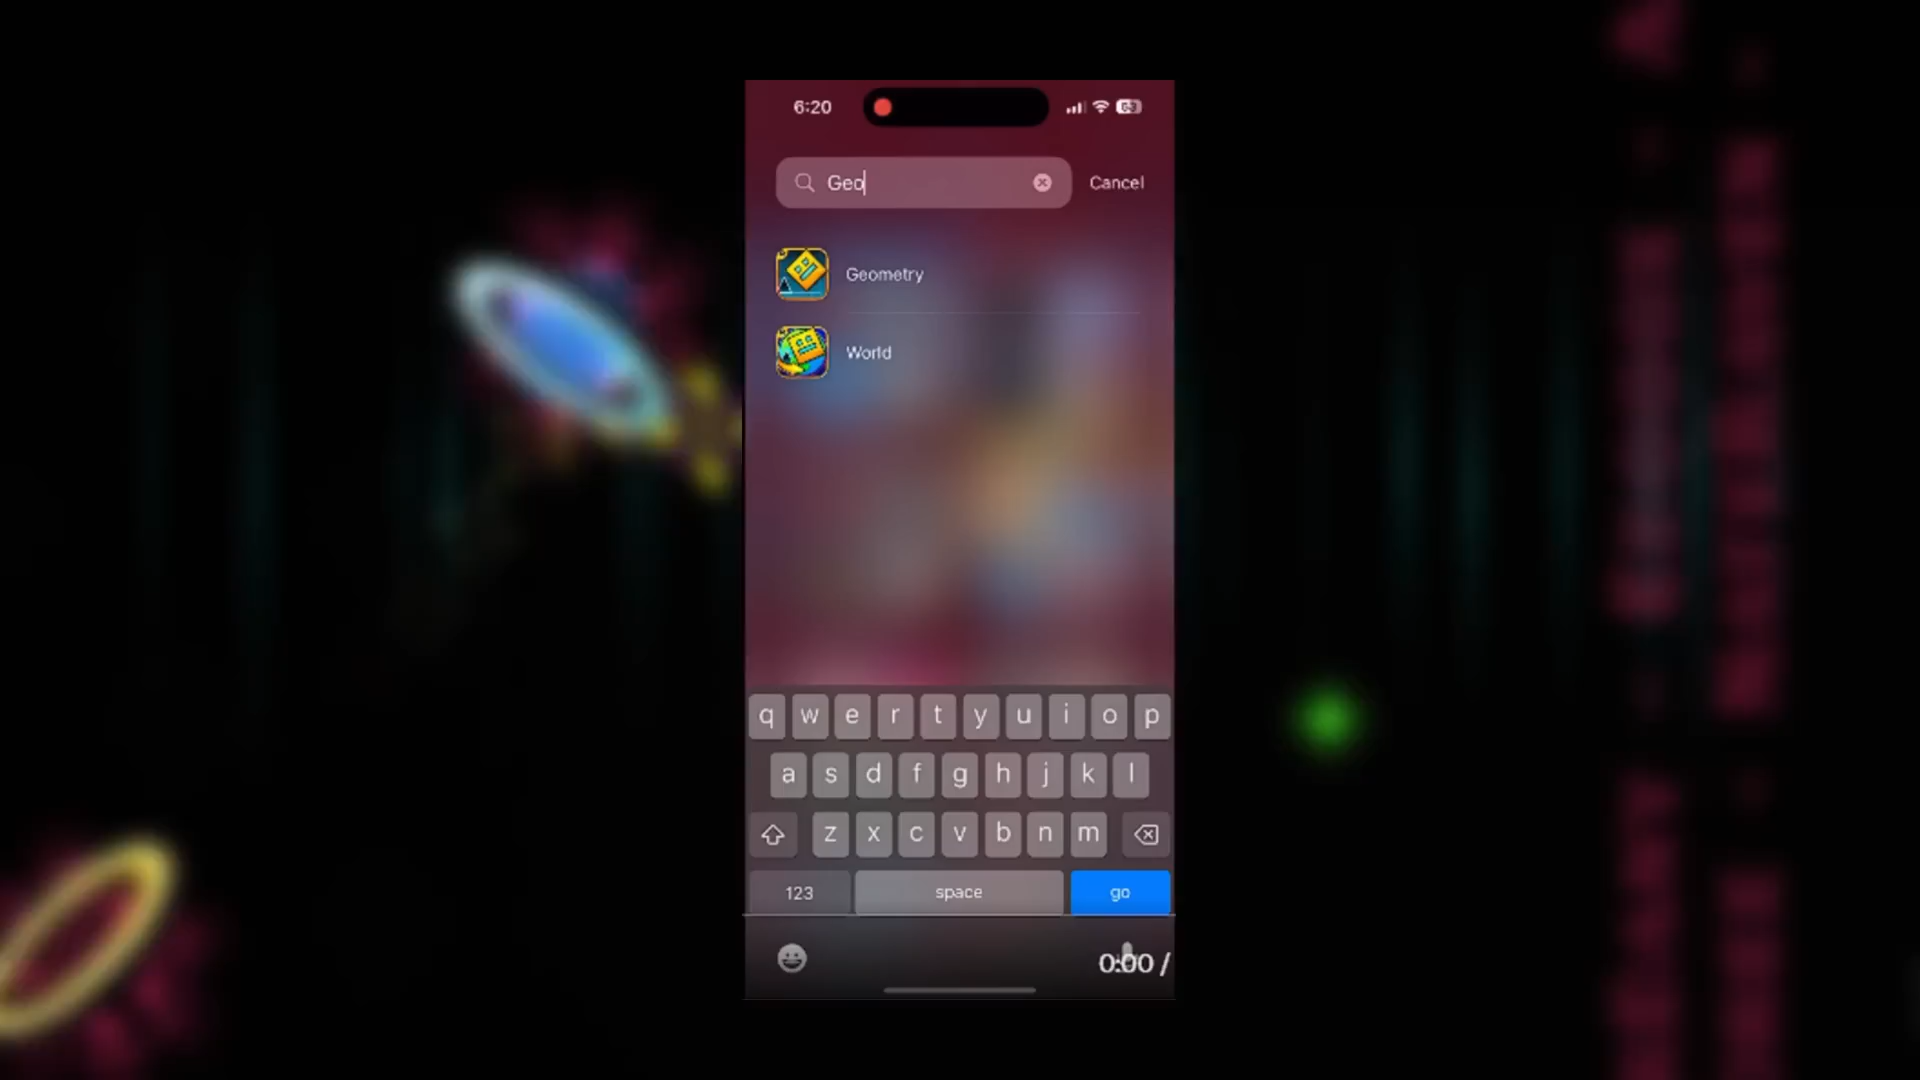 6:20
Geo
Cancel
Geometry
World
q w e r t y u i o p
a s d f g h j k l
z x c v b n m
123 space go
0:00 /